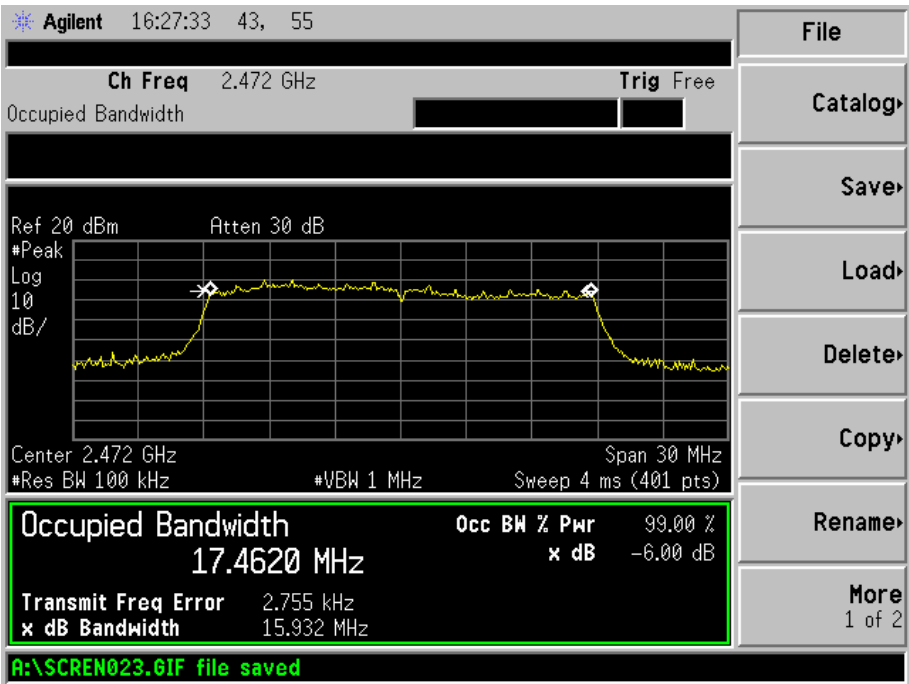 Agilent 16:27:33 43, 55
File
Ch Freq 2.472 GHz Trig Free
Occupied Bandwidth
Catalog
Save
Ref 20 dBm Atten 30 dB
#Peak
Log
10
dB/
Load
Delete
Center 2.472 GHz Span 30 MHz
#Res BW 100 kHz #VBW 1 MHz Sweep 4 ms (401 pts)
Copy
Occupied Bandwidth Occ BW % Pwr 99.00 %
17.4620 MHz x dB -6.00 dB
Rename
Transmit Freq Error 2.755 kHz
x dB Bandwidth 15.932 MHz
More
1 of 2
A:\SCREN023.GIF file saved